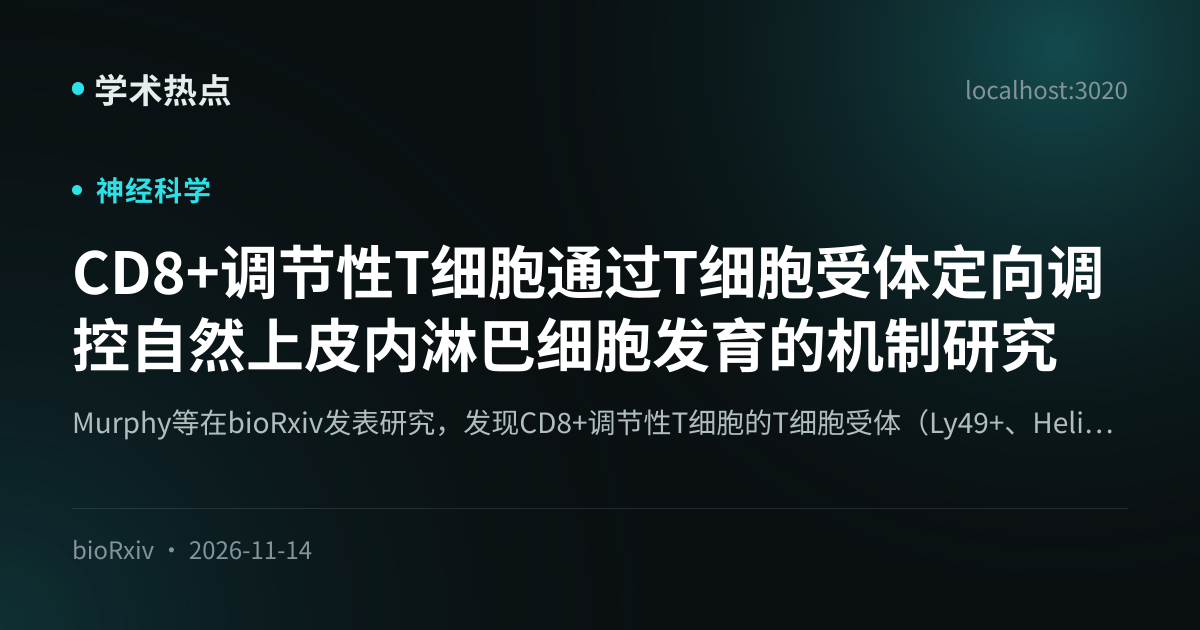 学术热点
localhost:3020
神经科学
CD8+调节性T细胞通过T细胞受体定向调
控自然上皮内淋巴细胞发育的机制研究
Murphy等在bioRxiv发表研究，发现CD8+调节性T细胞的T细胞受体（Ly49+、Heli…
bioRxiv • 2026-11-14